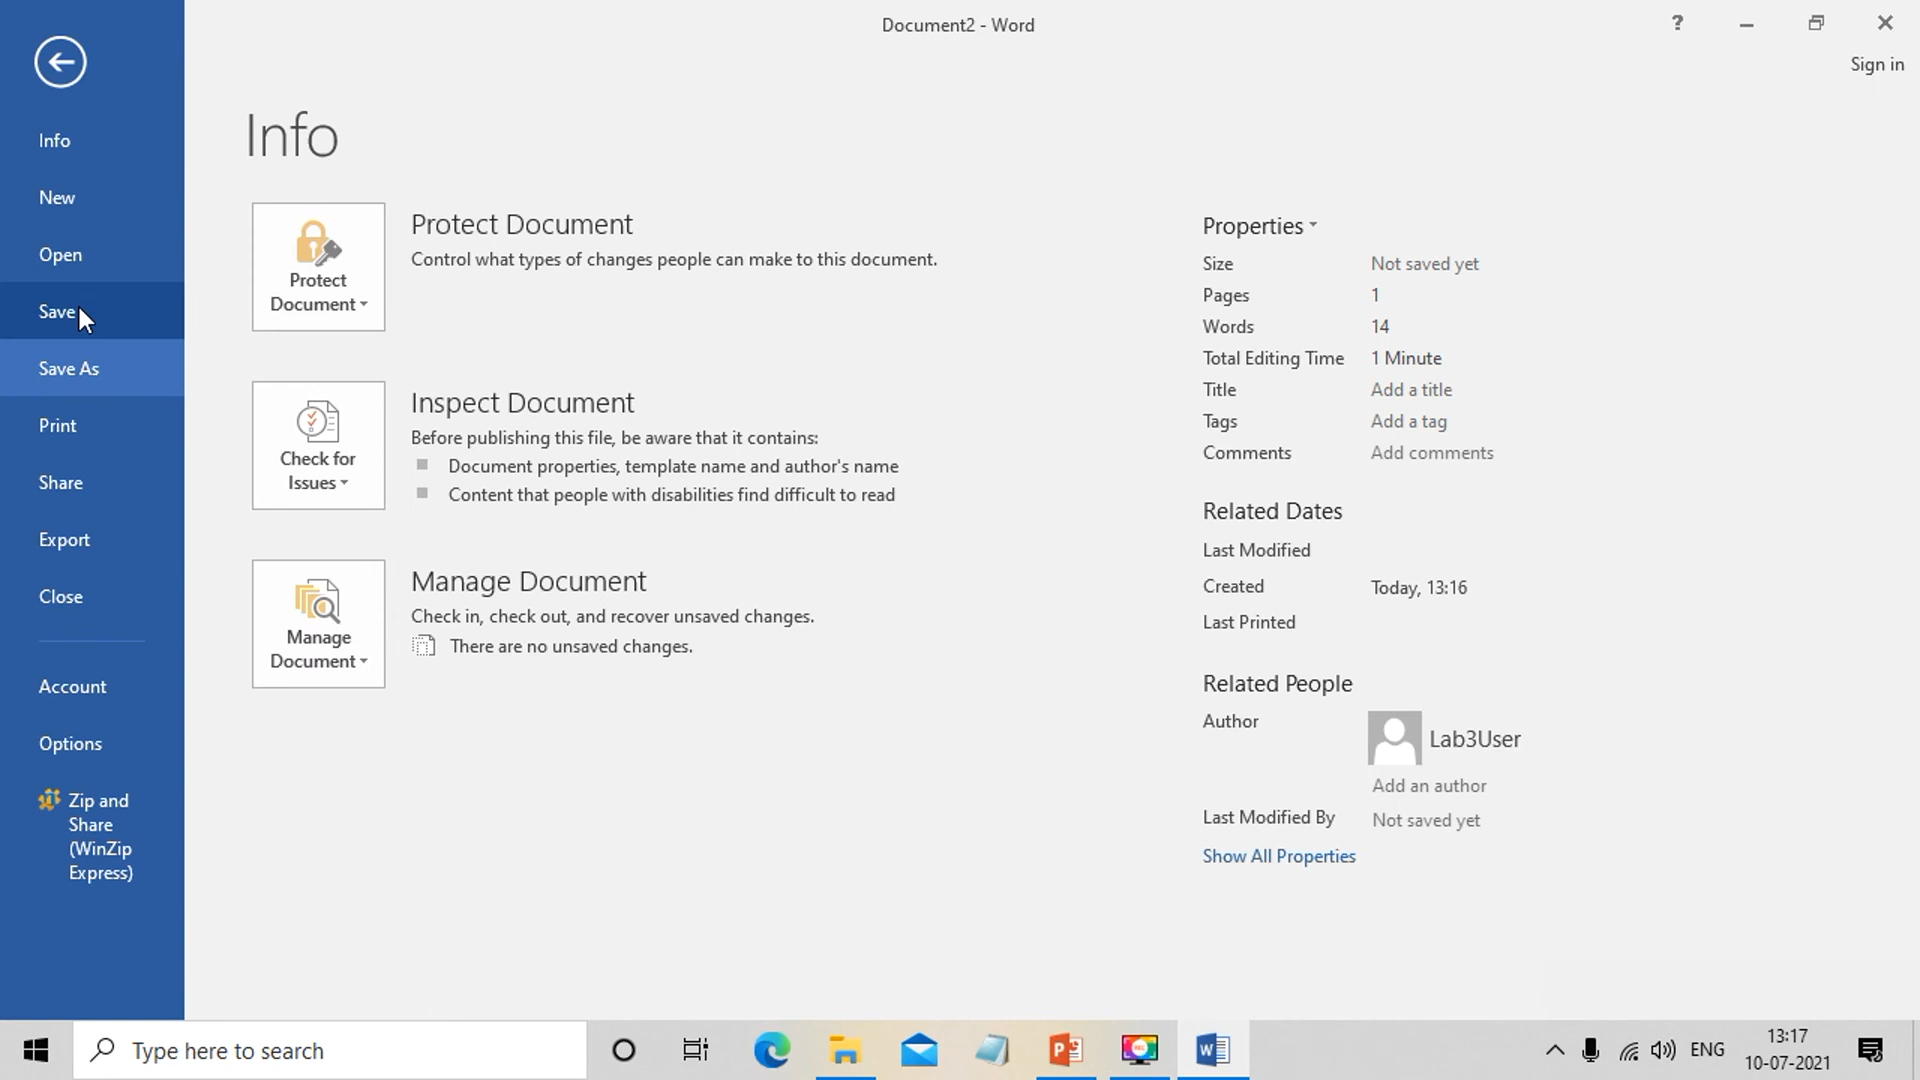 Document2 - Word
?
Sign in
Info
New
Open
Save
Save As
Print
Share
Export
Close
Account
Options
Zip and
Share
(WinZip
Express)
Info
Protect
Document
Protect Document
Control what types of changes people can make to this document.
Check for
Issues
Inspect Document
Before publishing this file, be aware that it contains:
Document properties, template name and author's name
Content that people with disabilities find difficult to read
Manage
Document
Manage Document
Check in, check out, and recover unsaved changes.
There are no unsaved changes.
Properties
Size Not saved yet
Pages 1
Words 14
Total Editing Time 1 Minute
Title Add a title
Tags Add a tag
Comments Add comments
Related Dates
Last Modified
Created Today, 13:16
Last Printed
Related People
Author Lab3User
Add an author
Last Modified By Not saved yet
Show All Properties
Type here to search
ENG
13:17
10-07-2021